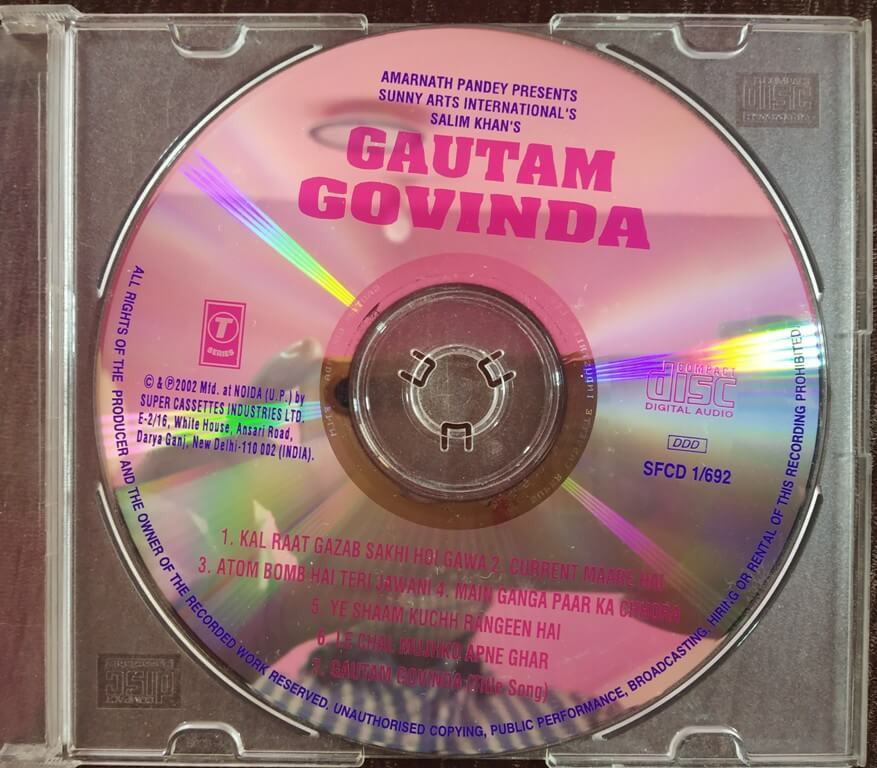 AMARNATH PANDEY PRESENTS
SUNNY ARTS INTERNATIONAL'S
SALIM KHAN'S
GAUTAM
GOVINDA
T
SERIES
© & ℗ 2002 Mfd. at NOIDA (U.P.) by
SUPER CASSETTES INDUSTRIES LTD.
E-2/16, White House, Ansari Road,
Darya Ganj, New Delhi-110 002 (INDIA).
COMPACT
disc
DIGITAL AUDIO
DDD
SFCD 1/692
1. KAL RAAT GAZAB SAKHI HOI GAWA 2. CURRENT MAARE HAI
3. ATOM BOMB HAI TERI JAWANI 4. MAIN GANGA PAAR KA CHHORA
5. YE SHAAM KUCHH RANGEEN HAI
6. LE CHAL MUJHKO APNE GHAR
7. GAUTAM GOVINDA (Title Song)
ALL RIGHTS OF THE PRODUCER AND THE OWNER OF THE RECORDED WORK RESERVED. UNAUTHORISED COPYING, PUBLIC PERFORMANCE, BROADCASTING, HIRING OR RENTAL OF THIS RECORDING PROHIBITED.
COMPACT
disc